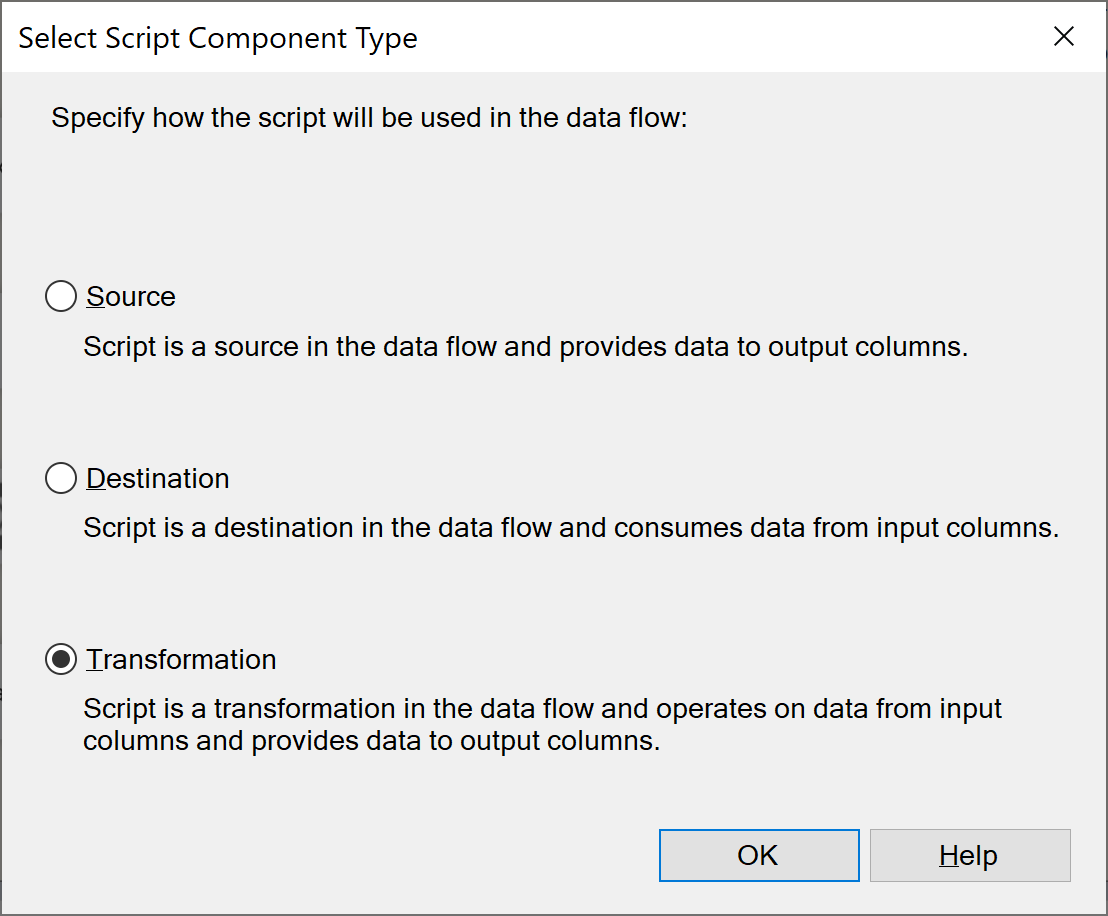 Select Script Component Type
Specify how the script will be used in the data flow:
Source
Script is a source in the data flow and provides data to output columns.
Destination
Script is a destination in the data flow and consumes data from input columns.
Transformation
Script is a transformation in the data flow and operates on data from input
columns and provides data to output columns.
OK
Help